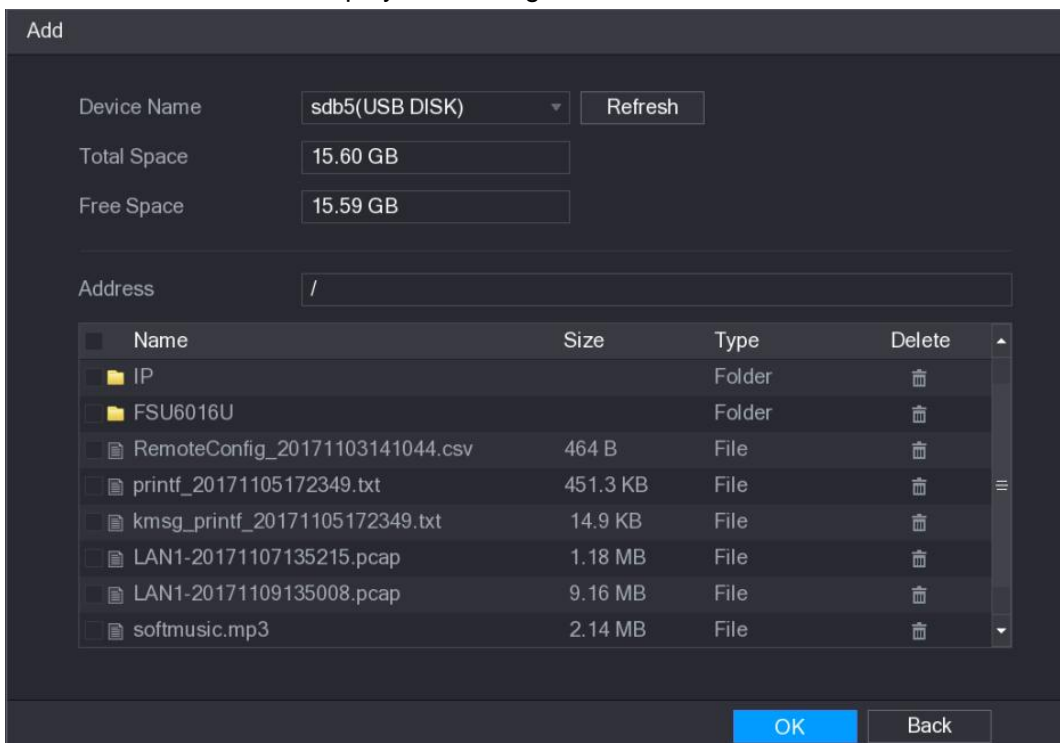 Add
Device Name sdb5(USB DISK) Refresh
Total Space 15.60 GB
Free Space 15.59 GB
Address /
Name Size Type Delete
IP Folder
FSU6016U Folder
RemoteConfig_20171103141044.csv 464 B File
printf_20171105172349.txt 451.3 KB File
kmsg_printf_20171105172349.txt 14.9 KB File
LAN1-20171107135215.pcap 1.18 MB File
LAN1-20171109135008.pcap 9.16 MB File
softmusic.mp3 2.14 MB File
OK Back